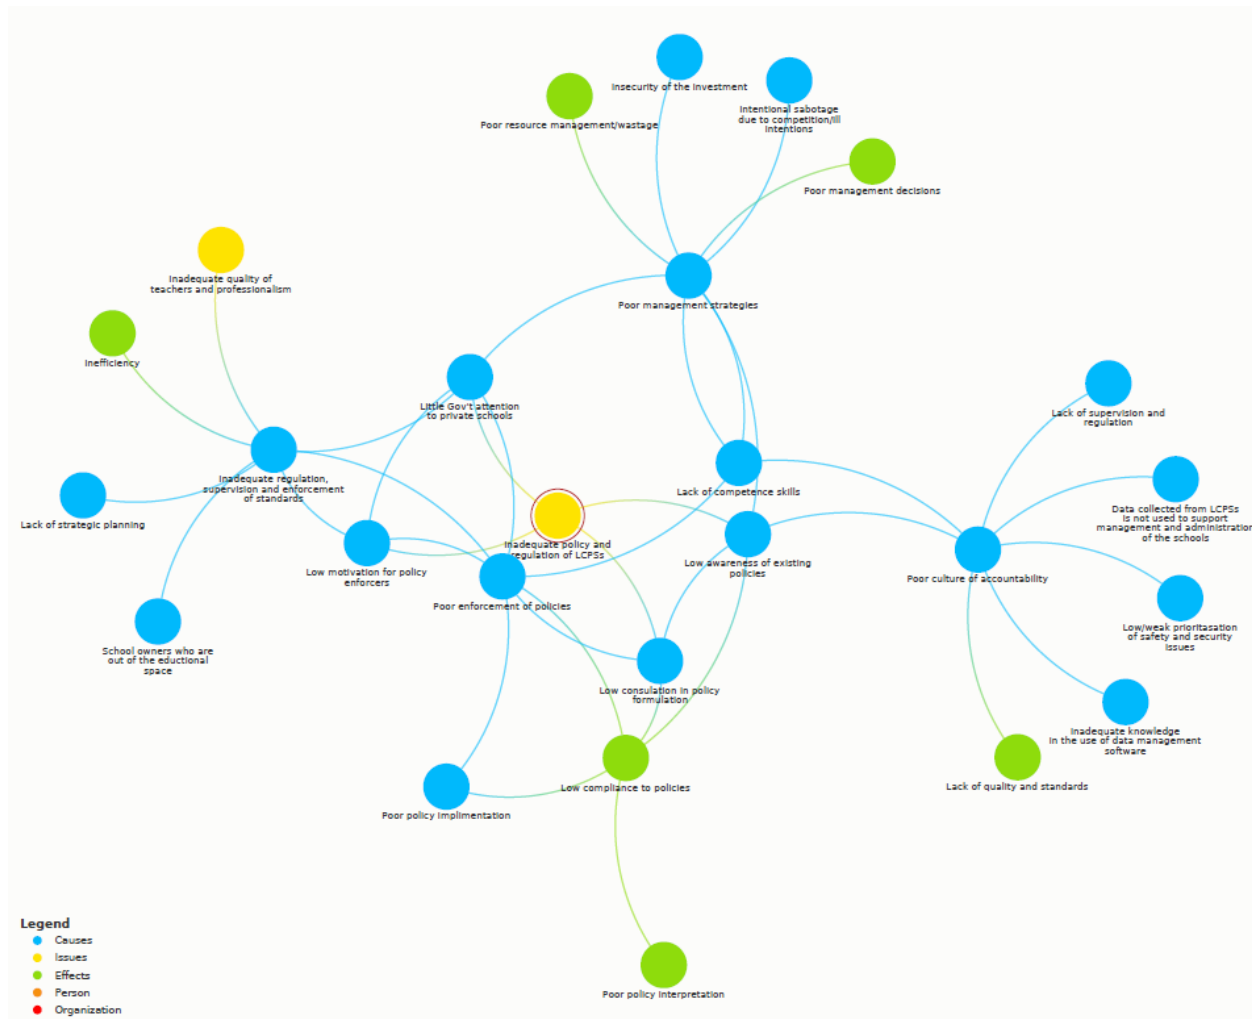 Insecurity of the investment
Poor resource management/wastage
Intentional sabotage
due to competition/ill
intentions
Poor management decisions
Inadequate quality of
teachers and professionalism
Poor management strategies
Inefficiency
Little Gov't attention
to private schools
Lack of supervision and
regulation
Inadequate regulation,
supervision and enforcement
of standards
Lack of competence skills
Lack of strategic planning
Data collected from LCPSs
is not used to support
management and administration
of the schools
Inadequate policy and
regulation of LCPSs
Low awareness of existing
policies
Low motivation for policy
enforcers
Poor culture of accountability
Poor enforcement of policies
Low/weak prioritasation
of safety and security
issues
School owners who are
out of the eductional
space
Low consulation in policy
formulation
Inadequate knowledge
in the use of data management
software
Low compliance to policies
Lack of quality and standards
Poor policy implimentation
Poor policy interpretation
Legend
Causes
Issues
Effects
Person
Organization